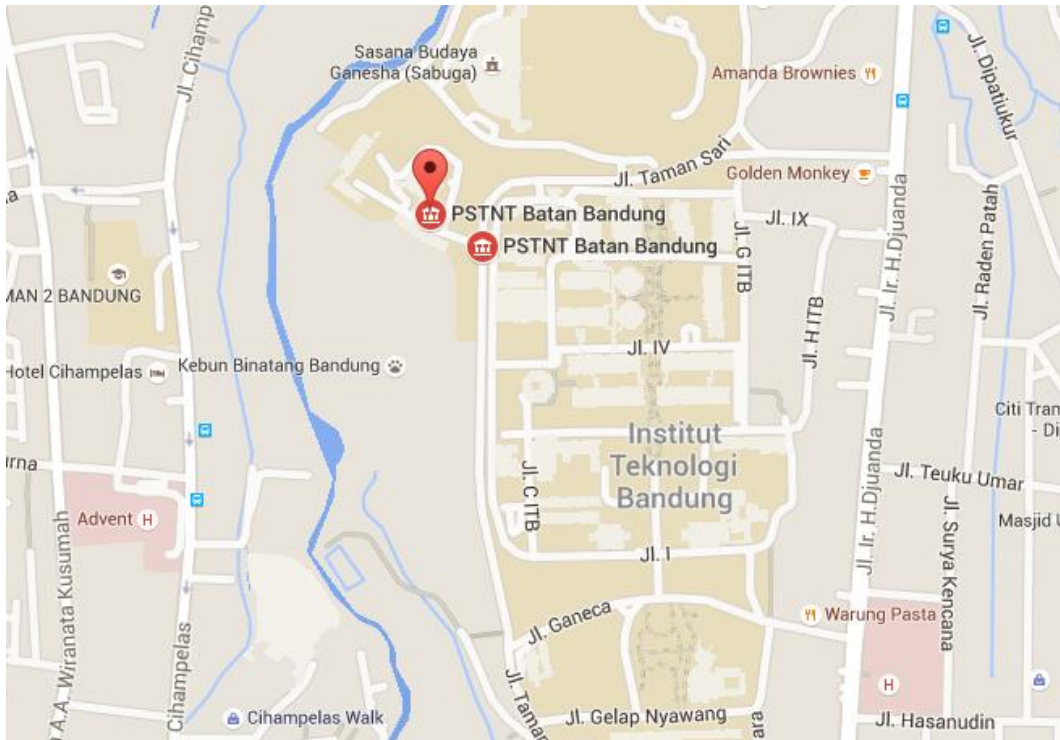 Jl. Cihamp
Sasana Budaya
Ganesha (Sabuga)
Amanda Brownies
Jl. Dipatiukur
Jl. Taman Sari
Golden Monkey
PSTNT Batan Bandung
PSTNT Batan Bandung
Jl. IX
Jl. G ITB
Jl. H ITB
Jl. Ir. H.Djuanda
Jl. Raden Patah
MAN 2 BANDUNG
Jl. IV
Hotel Cihampelas
Kebun Binatang Bandung
Citi Tran
- Di
Institut
Teknologi
Bandung
urna
Jl. C ITB
Jl. Teuku Umar
Advent H
Jl. Ir. H.Djuanda
Jl. Surya Kencana
Masjid U
Jl. I
A.A. Wiranata Kusumah
Cihampelas
Jl. Ganeca
Warung Pasta
H
Jl. Taman
Cihampelas Walk
Jl. Gelap Nyawang
ara
Jl. Hasanudin